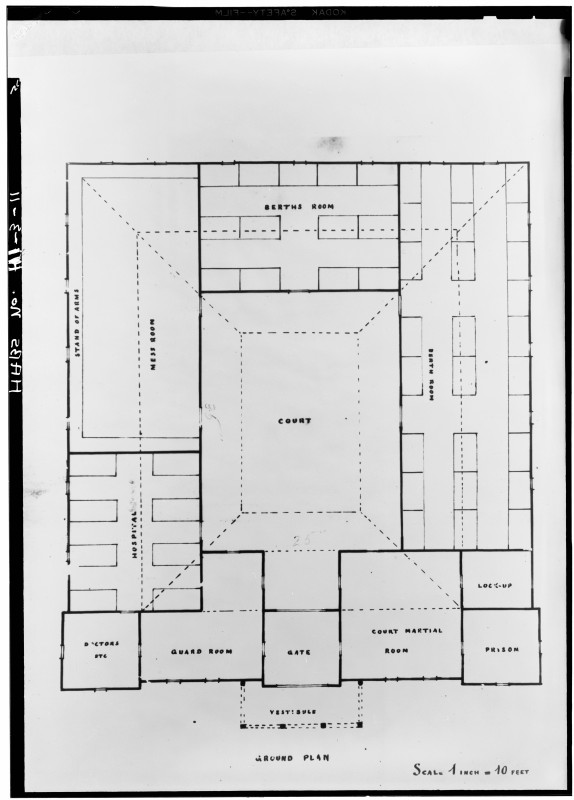 KODAK SAFETY FILM
HABS No. HI-3-11
BERTHS ROOM
STAND OF ARMS
MESS ROOM
BERTH ROOM
COURT
HOSPITAL
LOCK-UP
DOCTORS
ETC
GUARD ROOM
GATE
COURT MARTIAL
ROOM
PRISON
VESTIBULE
GROUND PLAN
SCALE 1 INCH = 10 FEET